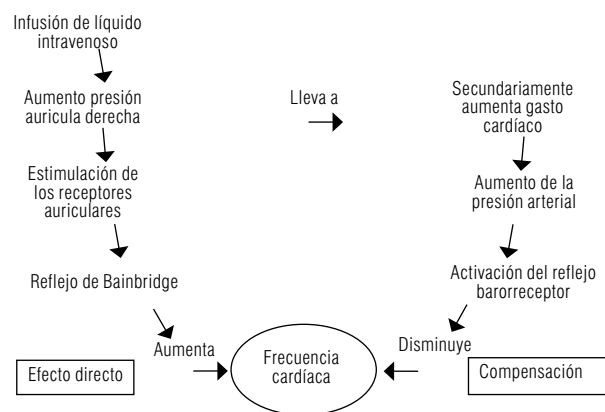 Infusión de líquido
intravenoso
Aumento presión
auricula derecha
Estimulación de
los receptores
auriculares
Reflejo de Bainbridge
Aumenta
Efecto directo
Lleva a
Secundariamente
aumenta gasto
cardíaco
Aumento de la
presión arterial
Activación del reflejo
barorreceptor
Disminuye
Compensación
Frecuencia
cardíaca